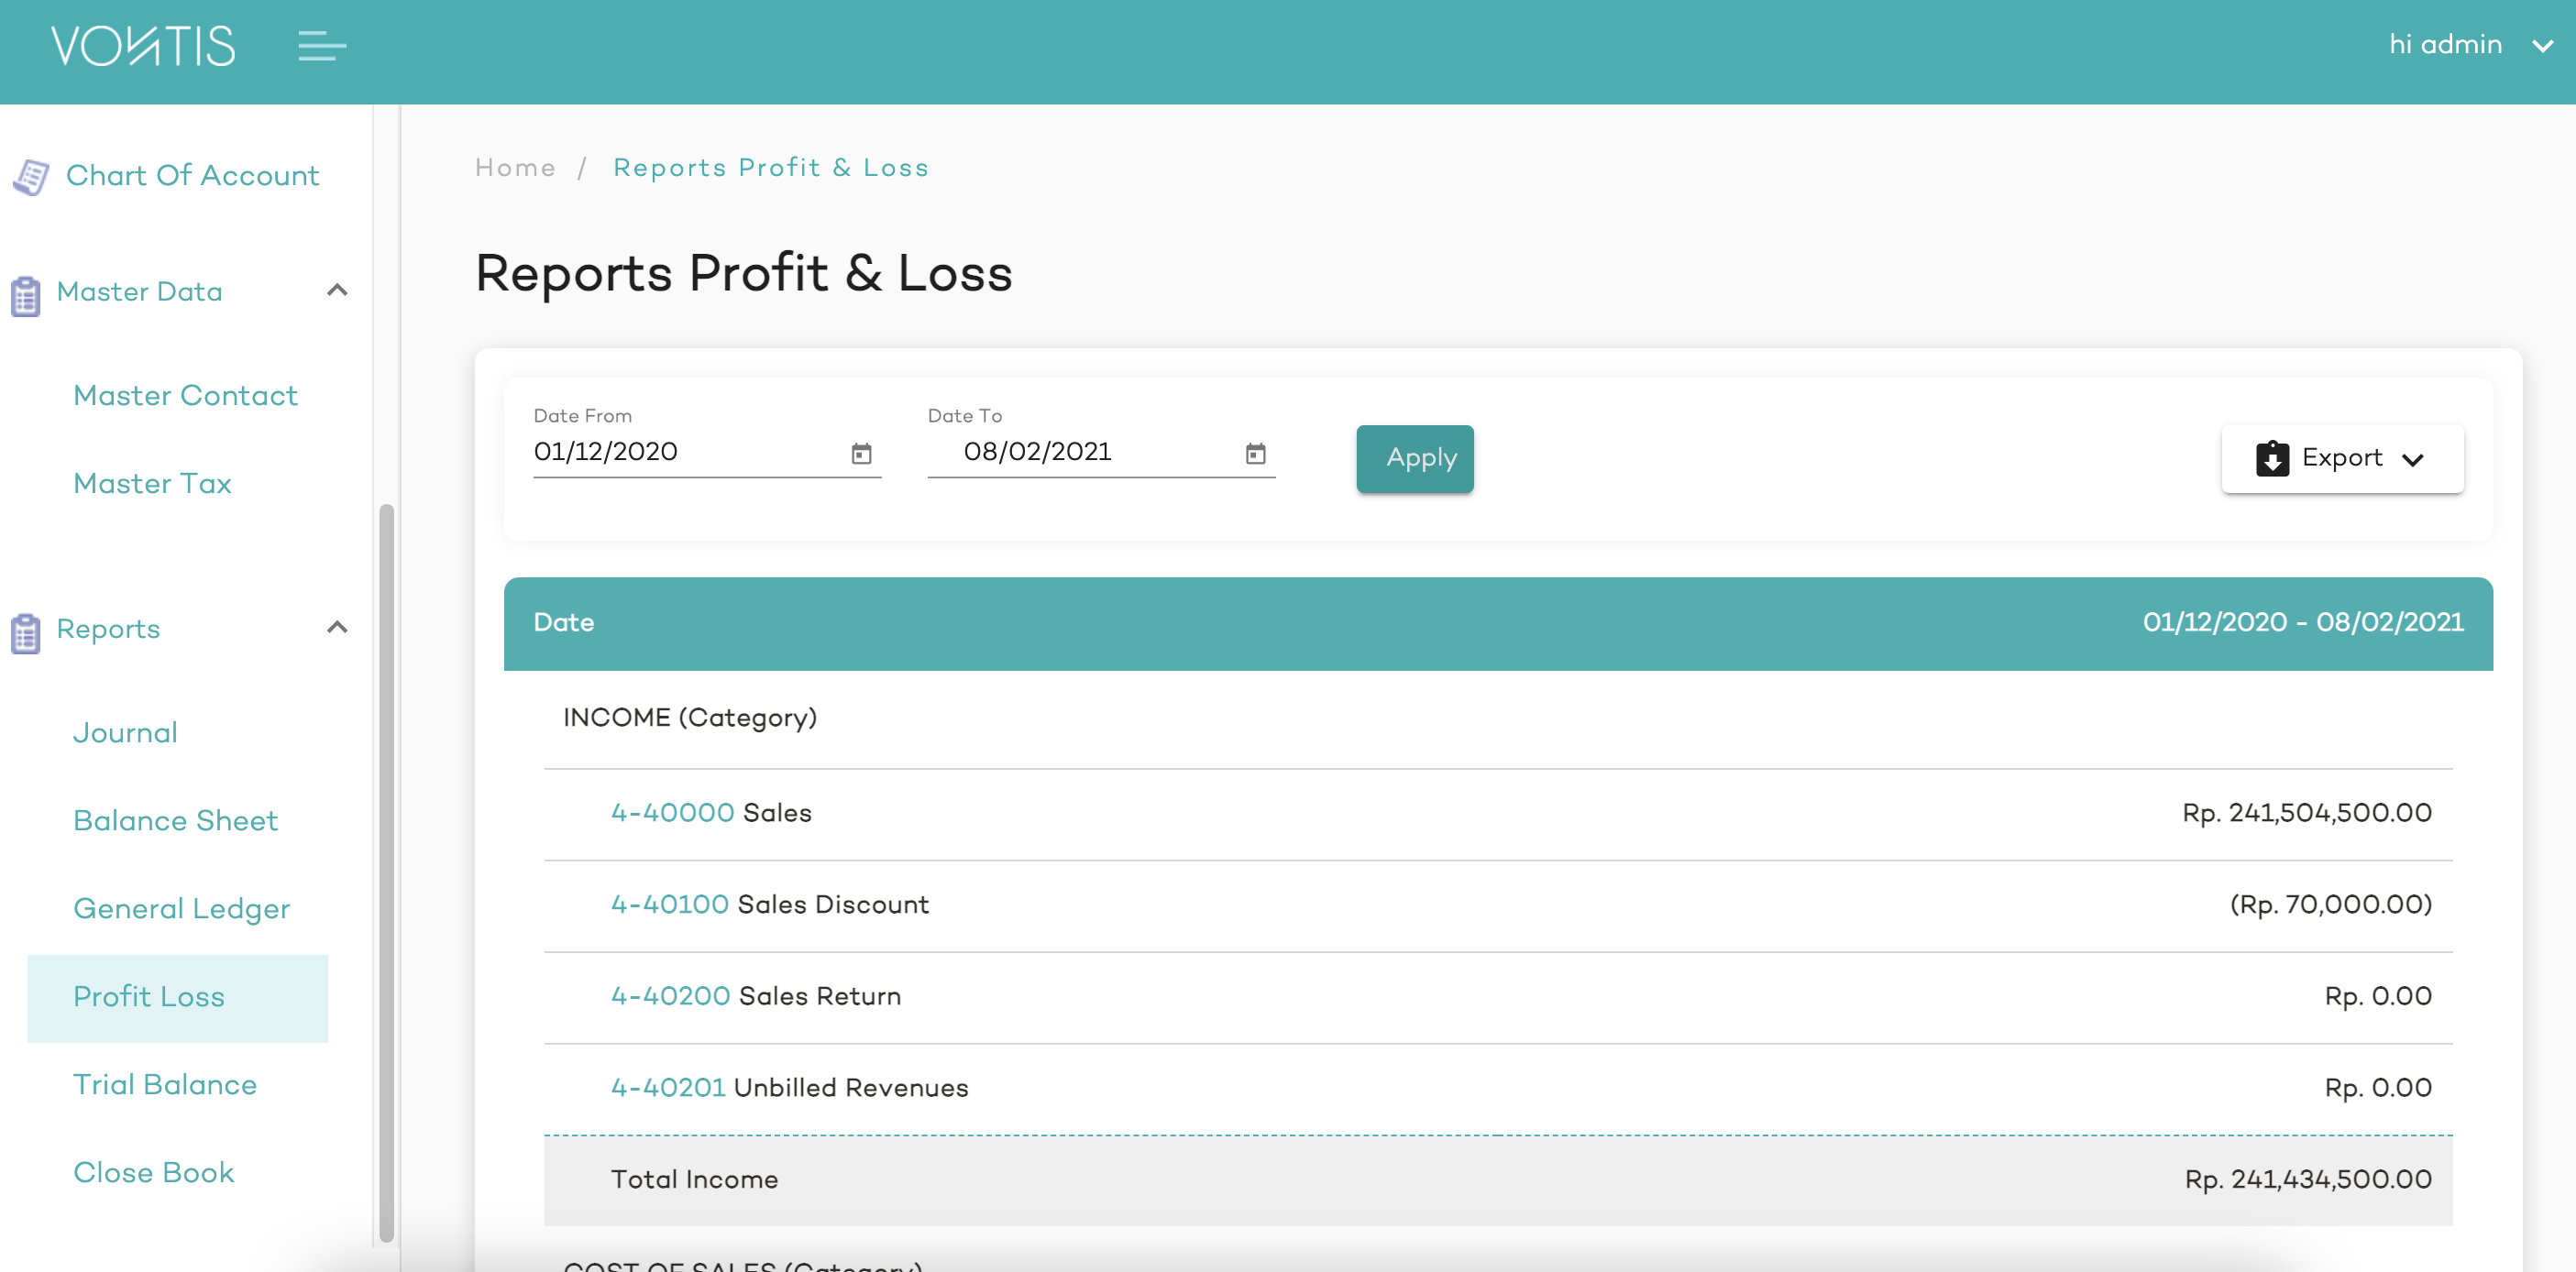 VONTIS
hi admin
Chart Of Account
Master Data
Master Contact
Master Tax
Reports
Journal
Balance Sheet
General Ledger
Profit Loss
Trial Balance
Close Book
Home / Reports Profit & Loss
Reports Profit & Loss
Date From
01/12/2020
Date To
08/02/2021
Apply
Export
Date 01/12/2020 - 08/02/2021
INCOME (Category)
4-40000 Sales Rp. 241,504,500.00
4-40100 Sales Discount (Rp. 70,000.00)
4-40200 Sales Return Rp. 0.00
4-40201 Unbilled Revenues Rp. 0.00
Total Income Rp. 241,434,500.00
COST OF SALES (Category)